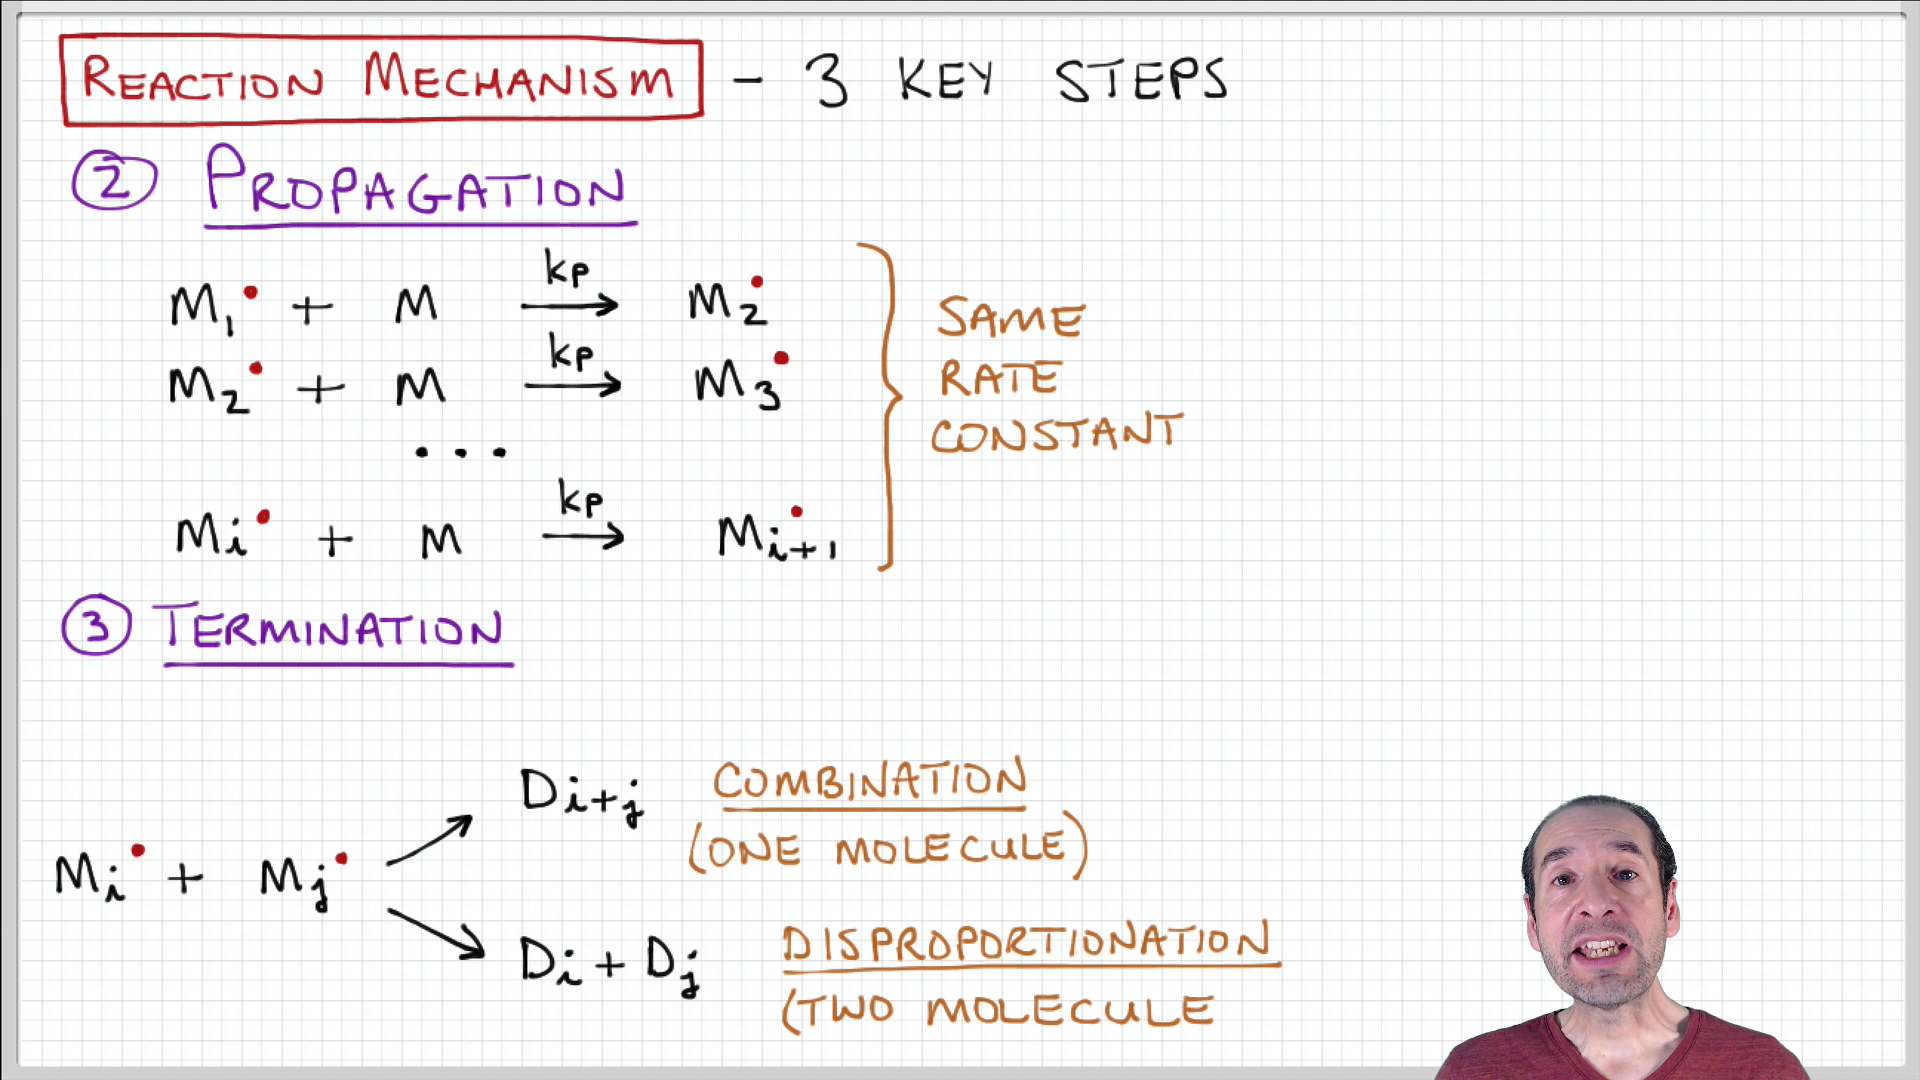 REACTION MECHANISM - 3 KEY STEPS
② PROPAGATION
M₁• + M →kp M₂•
M₂• + M →kp M₃•
...
Mi• + M →kp Mi+1•
SAME
RATE
CONSTANT
③ TERMINATION
Mi• + Mj•
Di+j COMBINATION
(ONE MOLECULE)
Di + Dj DISPROPORTIONATION
(TWO MOLECULE